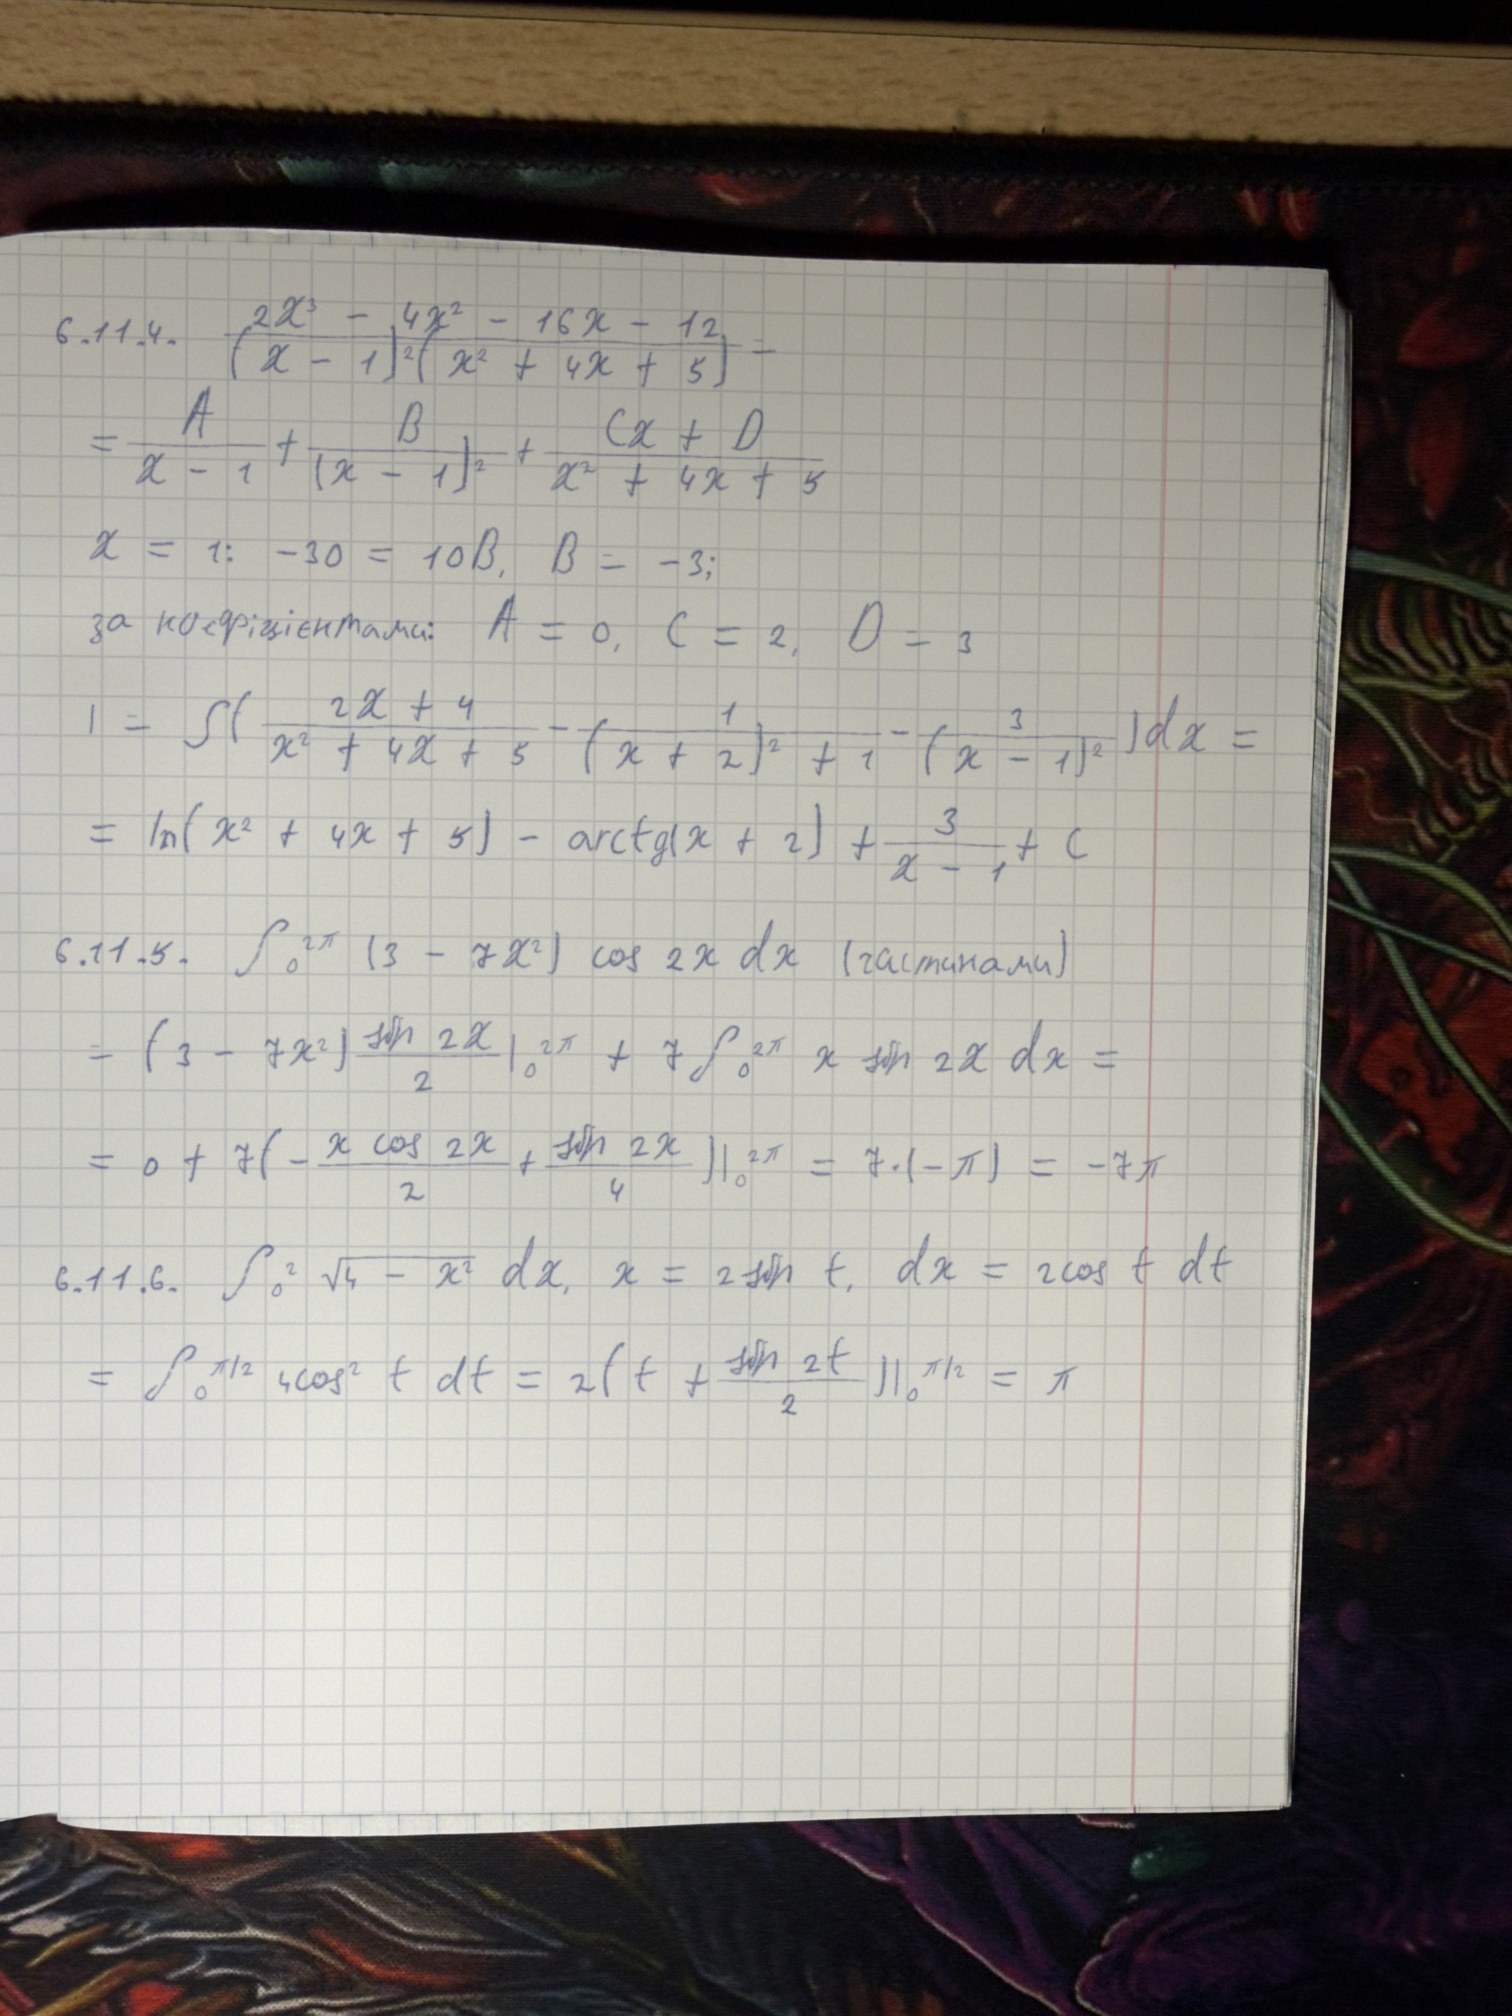 6.11.4. (2x³ - 4x² - 16x - 12)/((x - 1)²(x² + 4x + 5)) =
= A/(x - 1) + B/(x - 1)² + (Cx + D)/(x² + 4x + 5)
x = 1: -30 = 10B, B = -3;
за коефіцієнтами: A = 0, C = 2, D = 3
I = ∫((2x + 4)/(x² + 4x + 5) - 1/((x + 2)² + 1) - 3/(x - 1)²)dx =
= ln(x² + 4x + 5) - arctg(x + 2) + 3/(x - 1) + C
6.11.5. ∫₀^2π (3 - 7x²) cos 2x dx (частинами)
= (3 - 7x²) sin 2x/2 |₀^2π + 7∫₀^2π x sin 2x dx =
= 0 + 7(-x cos 2x/2 + sin 2x/4)|₀^2π = 7·(-π) = -7π
6.11.6. ∫₀² √(4 - x²) dx, x = 2sin t, dx = 2cos t dt
= ∫₀^π/2 4cos² t dt = 2(t + sin 2t/2)|₀^π/2 = π